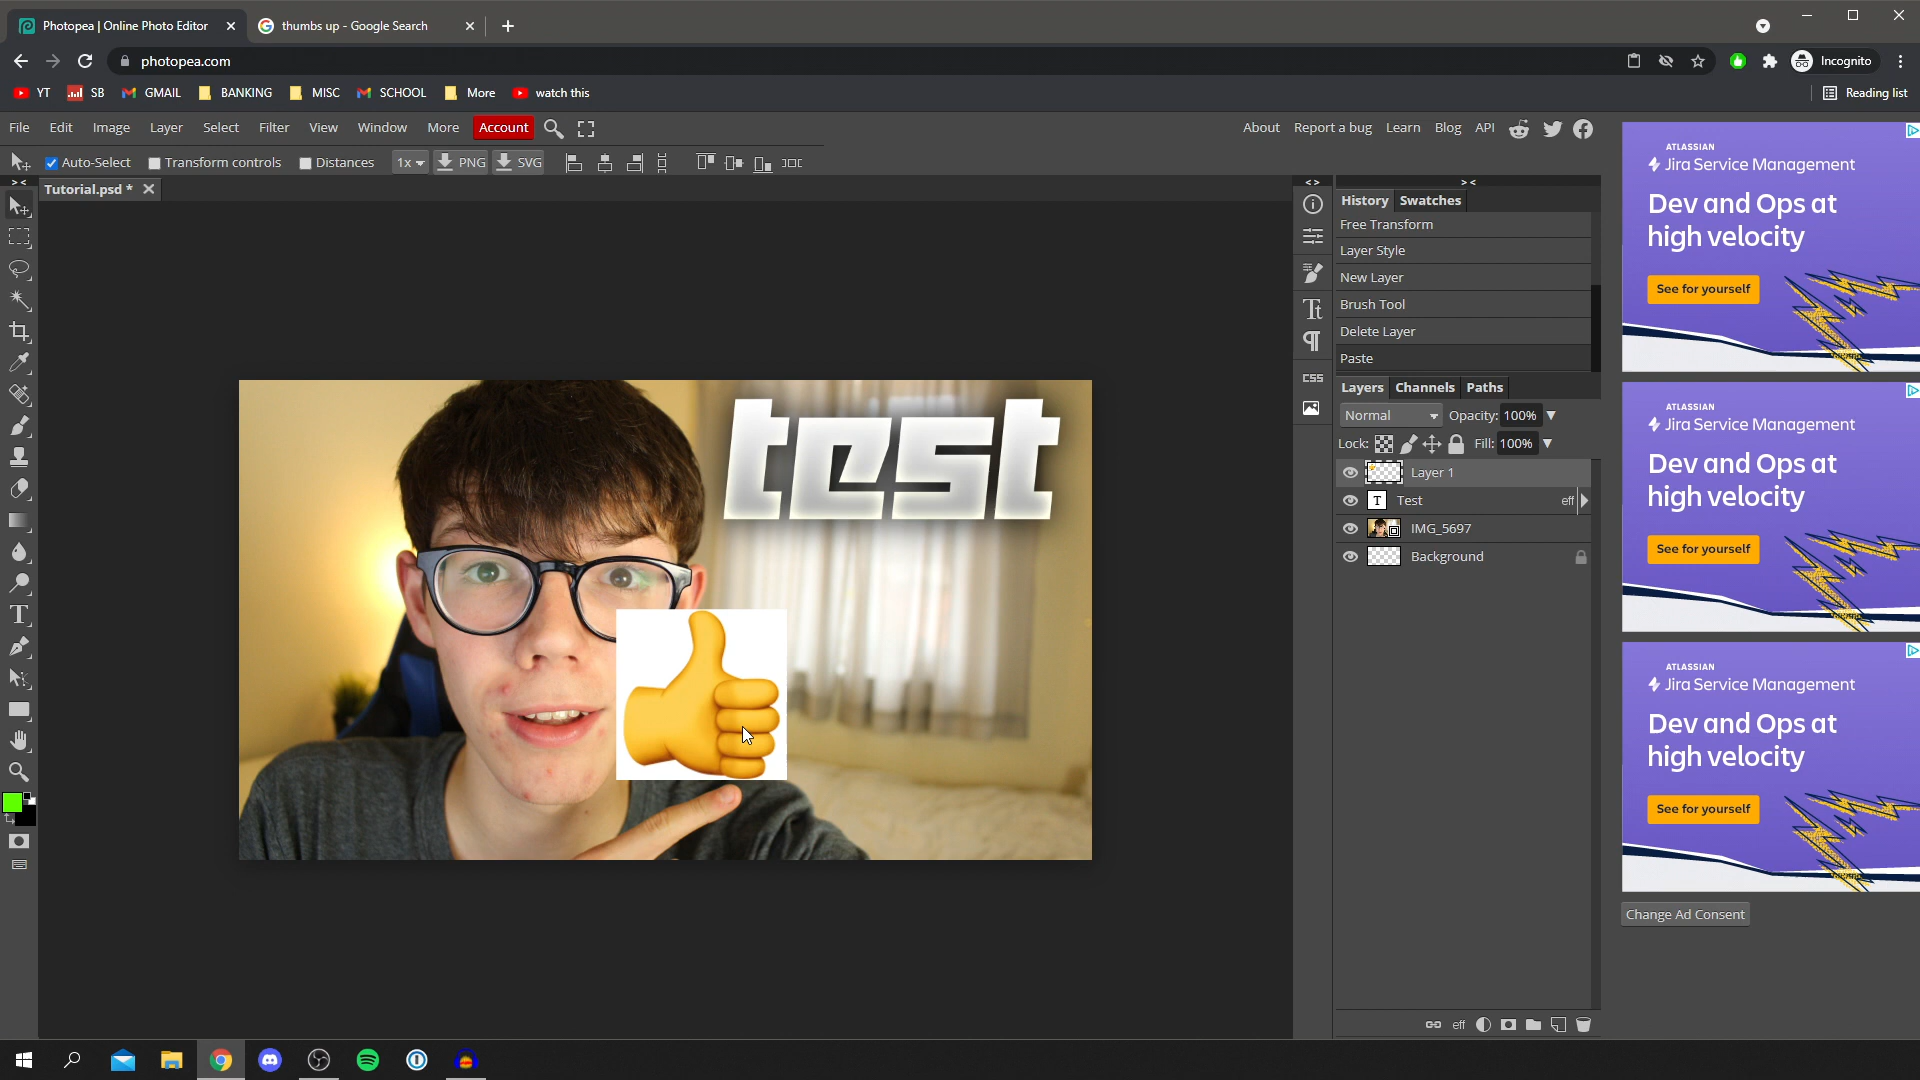 Photopea | Online Photo Editor
thumbs up - Google Search
photopea.com
Incognito
YT
SB
GMAIL
BANKING
MISC
SCHOOL
More
watch this
Reading list
File Edit Image Layer Select Filter View Window More Account
About Report a bug Learn Blog API
Auto-Select
Transform controls
Distances
1x
PNG
SVG
Tutorial.psd *
> <
< >
> <
History Swatches
Free Transform
Layer Style
New Layer
Brush Tool
Delete Layer
Paste
CSS
Layers Channels Paths
Normal
Opacity: 100%
Lock:
Fill: 100%
Layer 1
T Test eff
IMG_5697
Background
eff
test
ATLASSIAN
Jira Service Management
Dev and Ops at
high velocity
See for yourself
ATLASSIAN
Jira Service Management
Dev and Ops at
high velocity
See for yourself
ATLASSIAN
Jira Service Management
Dev and Ops at
high velocity
See for yourself
Change Ad Consent